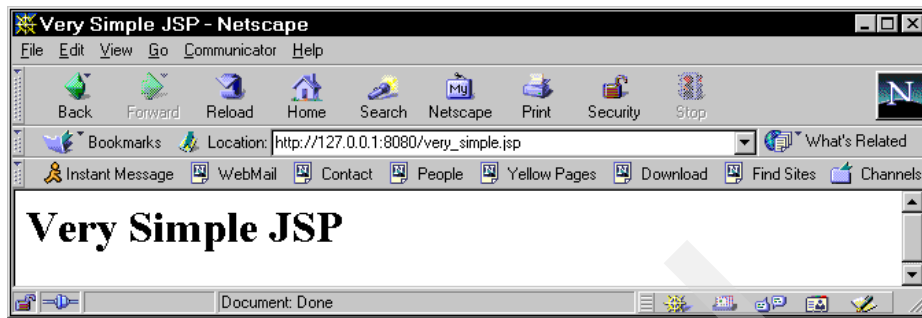 Very Simple JSP - Netscape
File Edit View Go Communicator Help
Back Forward Reload Home Search Netscape Print Security Stop
My
N
Bookmarks Location: http://127.0.0.1:8080/very_simple.jsp What's Related
Instant Message WebMail Contact People Yellow Pages Download Find Sites Channels
Very Simple JSP
Document: Done